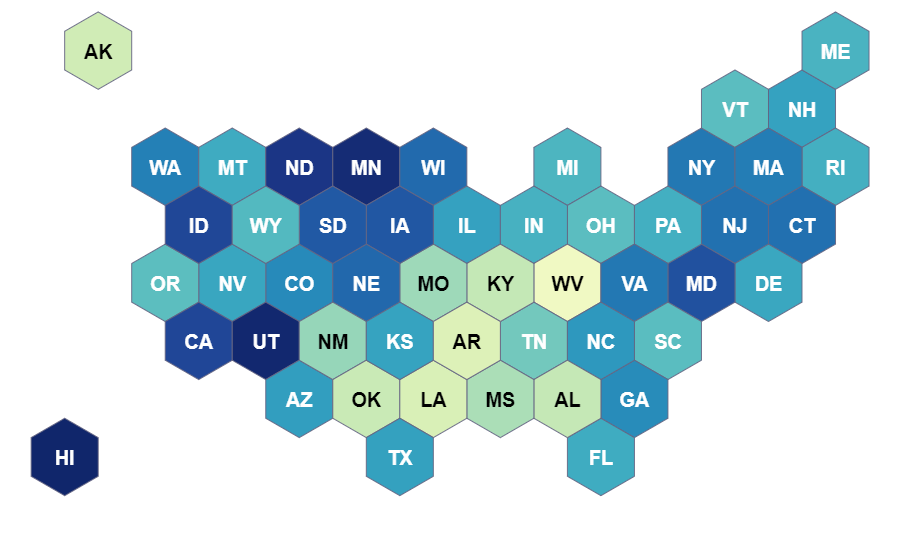 AK ME
VT NH
WA MT ND MN WI MI NY MA RI
ID WY SD IA IL IN OH PA NJ CT
OR NV CO NE MO KY WV VA MD DE
CA UT NM KS AR TN NC SC
AZ OK LA MS AL GA
HI TX FL